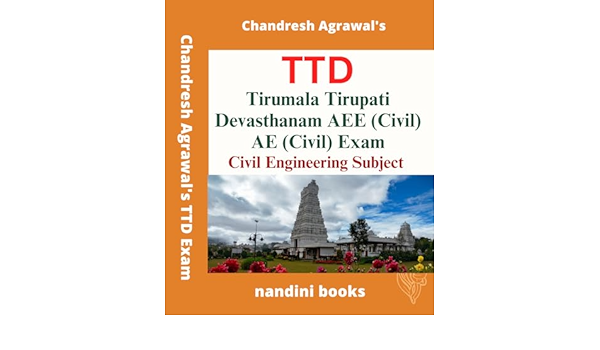 Chandresh Agrawal's
Chandresh Agrawal's TTD Exam
TTD
Tirumala Tirupati
Devasthanam AEE (Civil)
AE (Civil) Exam
Civil Engineering Subject
nandini books